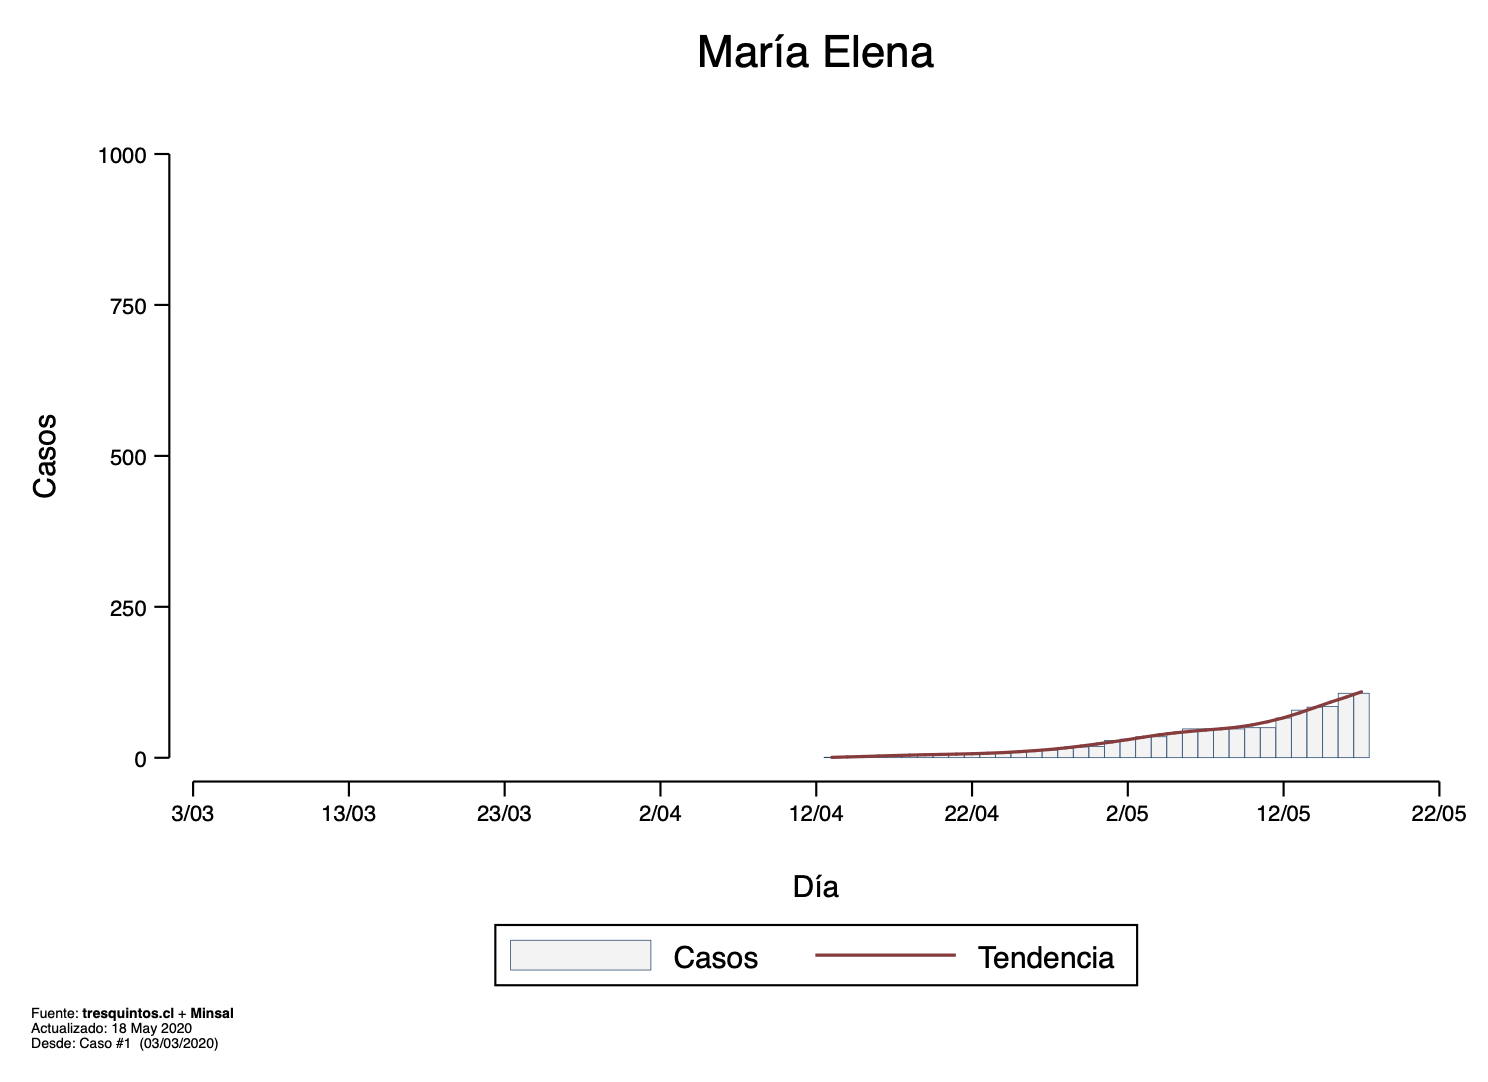 María Elena
1000
750
500
250
0
Casos
3/03 13/03 23/03 2/04 12/04 22/04 2/05 12/05 22/05
Día
Casos Tendencia
Fuente: tresquintos.cl + Minsal
Actualizado: 18 May 2020
Desde: Caso #1 (03/03/2020)